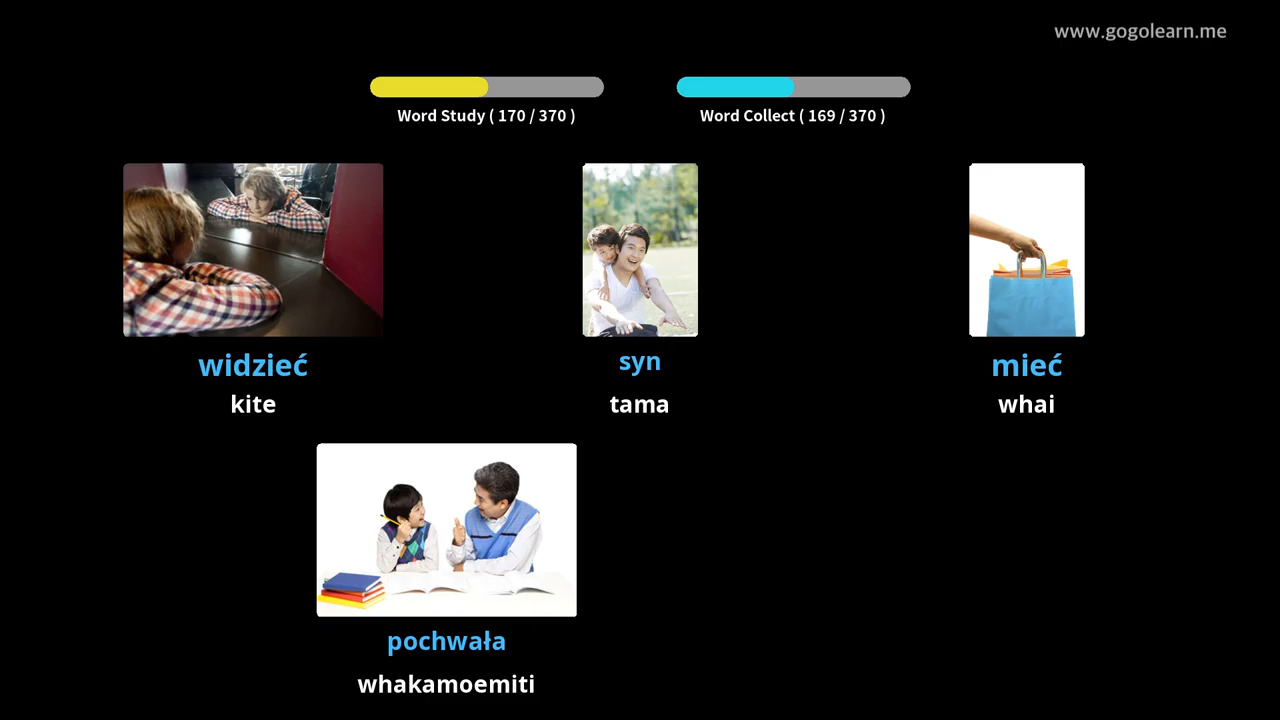 www.gogolearn.me
Word Study ( 170 / 370 )
Word Collect ( 169 / 370 )
widzieć
syn
mieć
kite
tama
whai
pochwała
whakamoemiti